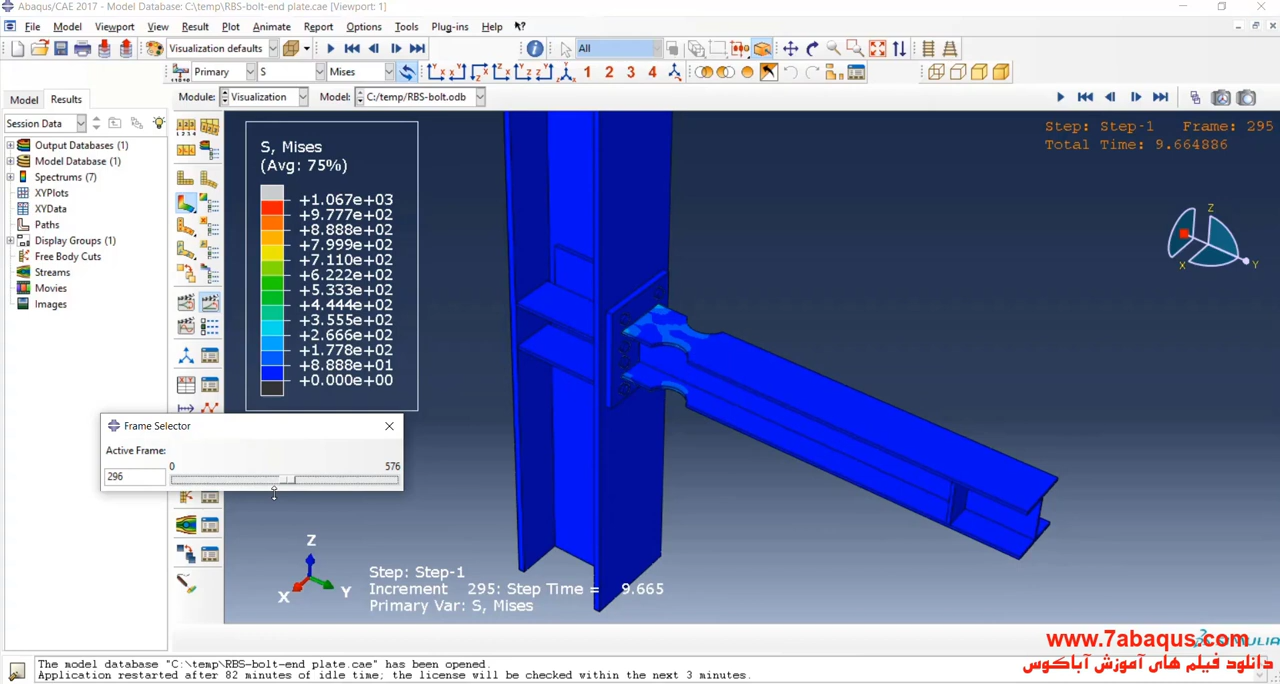 Abaqus/CAE 2017 - Model Database: C:\temp\RBS-bolt-end plate.cae [Viewport: 1]
File Model Viewport View Result Plot Animate Report Options Tools Plug-ins Help
Visualization defaults
All
Primary S Mises
1 2 3 4
Model Results
Module: Visualization Model: C:/temp/RBS-bolt.odb
Session Data
Output Databases (1)
Model Database (1)
Spectrums (7)
XYPlots
XYData
Paths
Display Groups (1)
Free Body Cuts
Streams
Movies
Images
S, Mises
(Avg: 75%)
+1.067e+03
+9.777e+02
+8.888e+02
+7.999e+02
+7.110e+02
+6.222e+02
+5.333e+02
+4.444e+02
+3.555e+02
+2.666e+02
+1.778e+02
+8.888e+01
+0.000e+00
Step: Step-1 Frame: 295
Total Time: 9.664886
Z
X
Y
Frame Selector
Active Frame:
0 576
296
Z
X
Y
Step: Step-1
Increment 295: Step Time = 9.665
Primary Var: S, Mises
SIMULIA
www.7abaqus.com
دانلود فیلم های آموزش آباکوس
The model database "C:\temp\RBS-bolt-end plate.cae" has been opened.
Application restarted after 82 minutes of idle time; the license will be checked within the next 3 minutes.